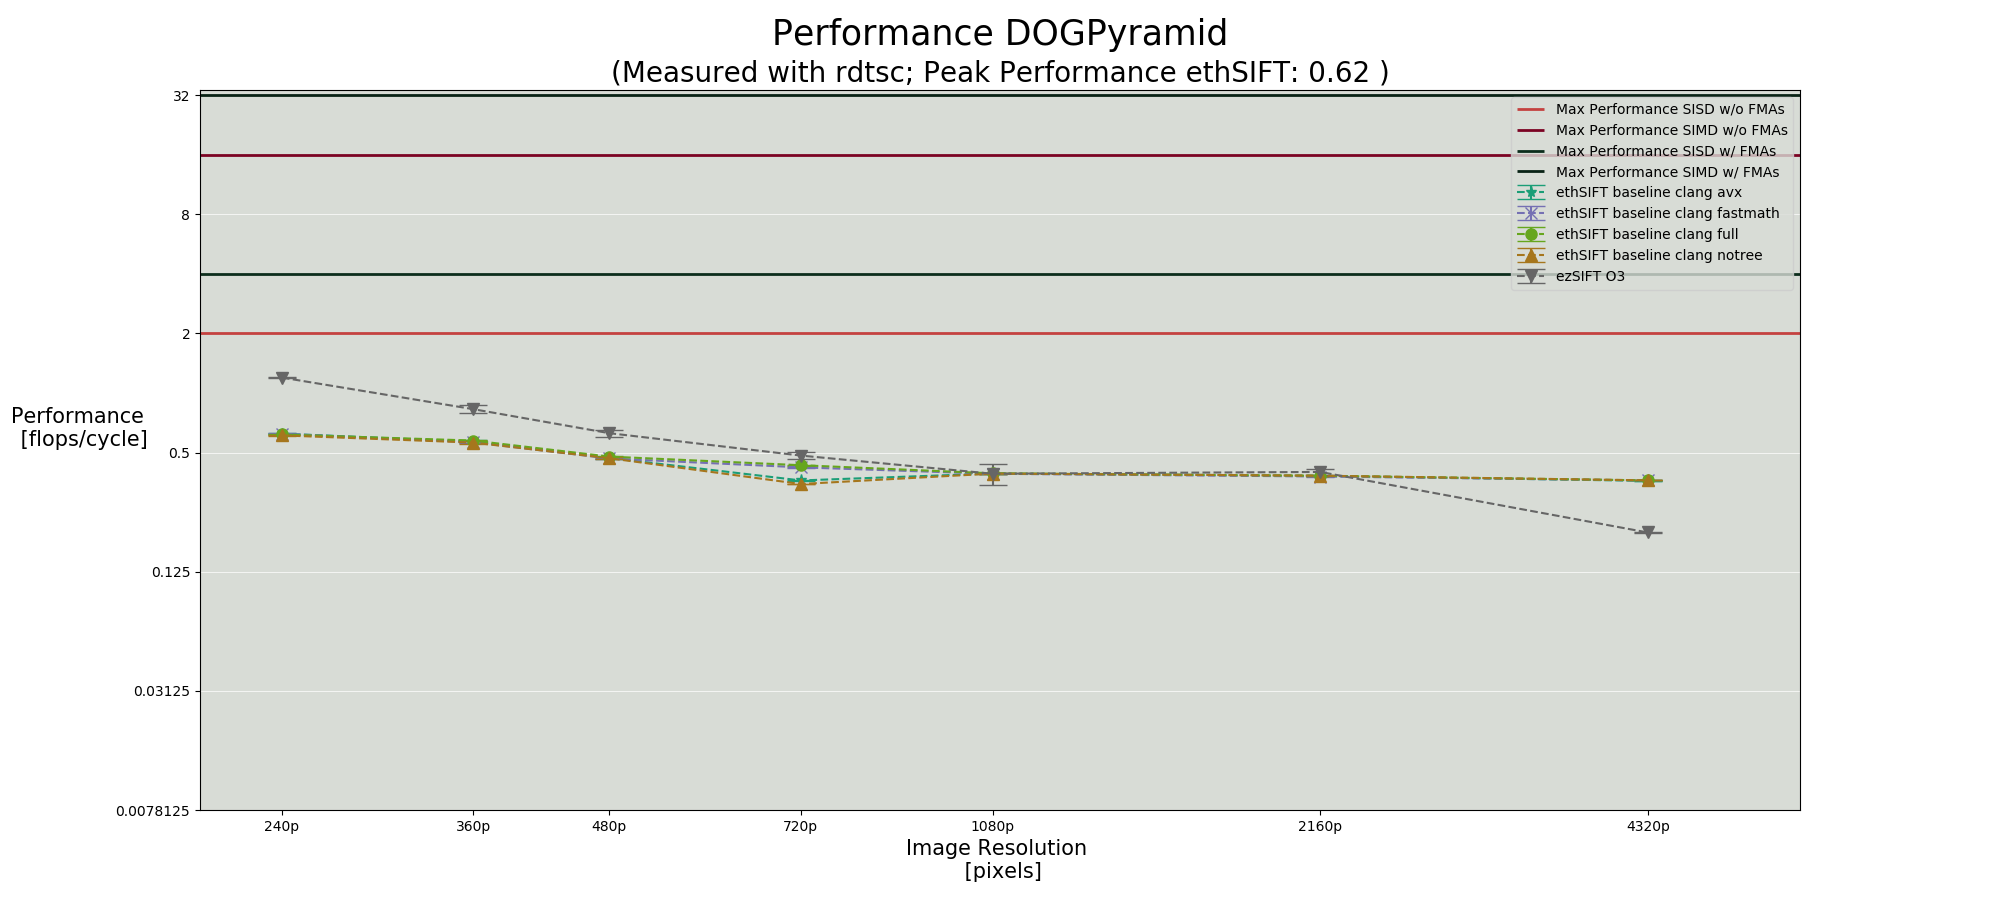 Performance DOGPyramid
(Measured with rdtsc; Peak Performance ethSIFT: 0.62 )
32
8
2
0.5
0.125
0.03125
0.0078125
Performance
[flops/cycle]
Max Performance SISD w/o FMAs
Max Performance SIMD w/o FMAs
Max Performance SISD w/ FMAs
Max Performance SIMD w/ FMAs
ethSIFT baseline clang avx
ethSIFT baseline clang fastmath
ethSIFT baseline clang full
ethSIFT baseline clang notree
ezSIFT O3
240p 360p 480p 720p 1080p 2160p 4320p
Image Resolution
[pixels]